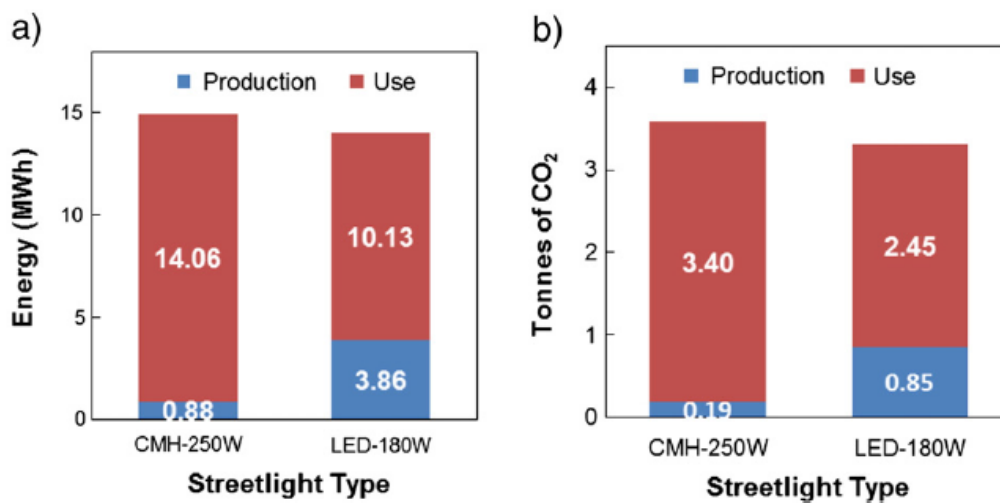 a)
Production Use
Energy (MWh)
15
10
5
0
14.06
0.88
10.13
3.86
CMH-250W LED-180W
Streetlight Type
b)
Production Use
Tonnes of CO₂
4
3
2
1
0
3.40
0.19
2.45
0.85
CMH-250W LED-180W
Streetlight Type